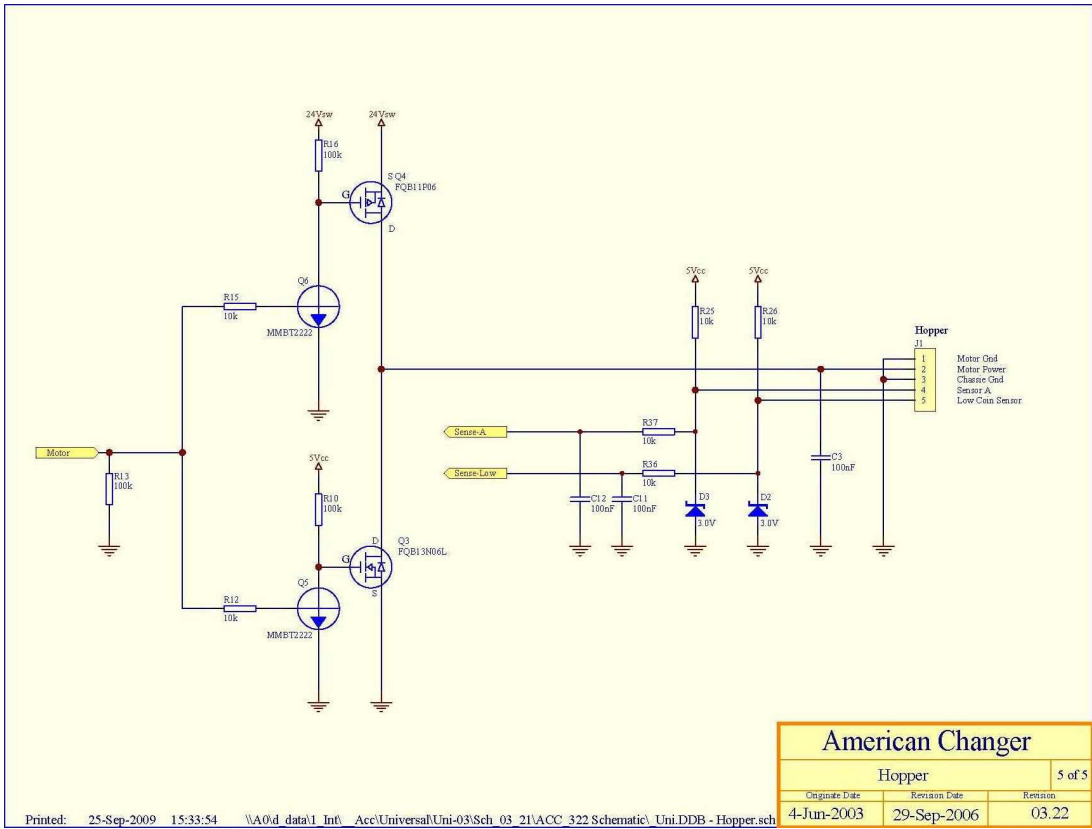 24Vsw
24Vsw
R16
100k
S Q4
FQB11P06
G
D
Q6
R15
10k
MMBT2222
5Vcc
5Vcc
R25
10k
R26
10k
Hopper
J1
1 Motor Gnd
2 Motor Power
3 Chassie Gnd
4 Sensor A
5 Low Coin Sensor
Sense-A
R37
10k
Motor
R13
100k
5Vcc
Sense-Low
R36
10k
C3
100nF
R10
100k
C12
100nF
C11
100nF
D3
3.0V
D2
3.0V
D
Q3
FQB13N06L
G
S
Q5
R12
10k
MMBT2222
American Changer
Hopper
5 of 5
Originate Date
Revision Date
Revision
4-Jun-2003
29-Sep-2006
03.22
Printed: 25-Sep-2009 15:33:54 \\A0\d_data\1_Int\__Acc\Universal\Uni-03\Sch_03_21\ACC_322 Schematic\_Uni.DDB - Hopper.sch